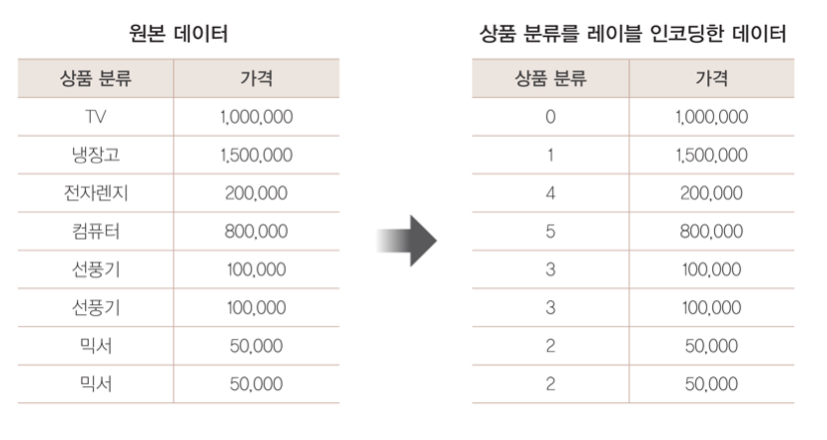 원본 데이터
상품 분류 가격
TV 1,000,000
냉장고 1,500,000
전자렌지 200,000
컴퓨터 800,000
선풍기 100,000
선풍기 100,000
믹서 50,000
믹서 50,000
상품 분류를 레이블 인코딩한 데이터
상품 분류 가격
0 1,000,000
1 1,500,000
4 200,000
5 800,000
3 100,000
3 100,000
2 50,000
2 50,000